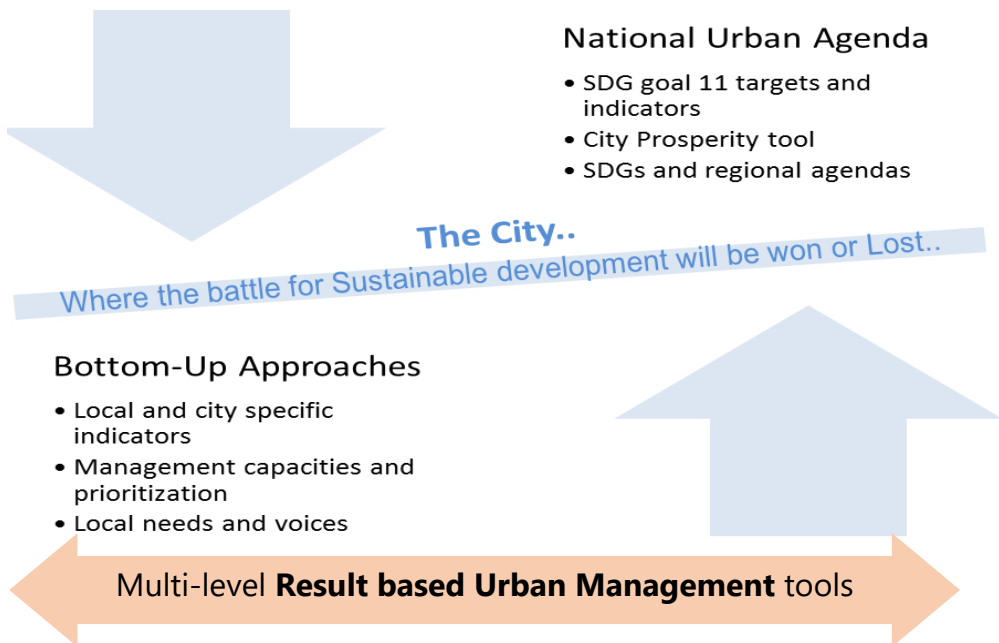 National Urban Agenda
• SDG goal 11 targets and
indicators
• City Prosperity tool
• SDGs and regional agendas
The City..
Where the battle for Sustainable development will be won or Lost..
Bottom-Up Approaches
• Local and city specific
indicators
• Management capacities and
prioritization
• Local needs and voices
Multi-level Result based Urban Management tools